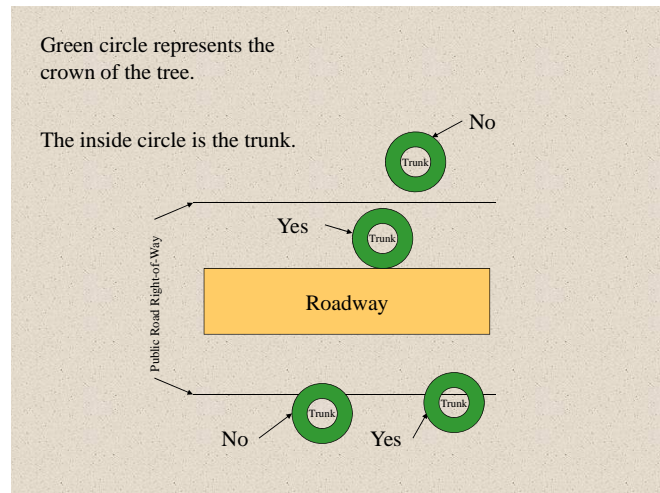 Green circle represents the
crown of the tree.
The inside circle is the trunk.
No
Trunk
Yes
Trunk
Public Road Right-of-Way
Roadway
Trunk
Trunk
No
Yes